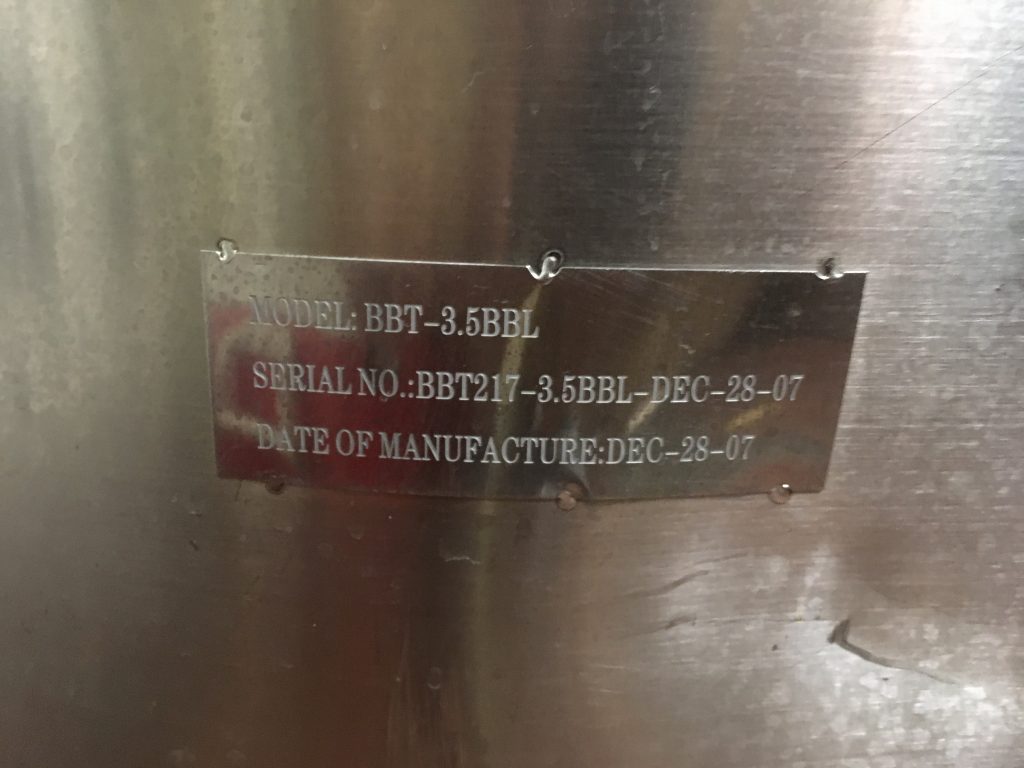 MODEL: BBT-3.5BBL
SERIAL NO.:BBT217-3.5BBL-DEC-28-07
DATE OF MANUFACTURE:DEC-28-07